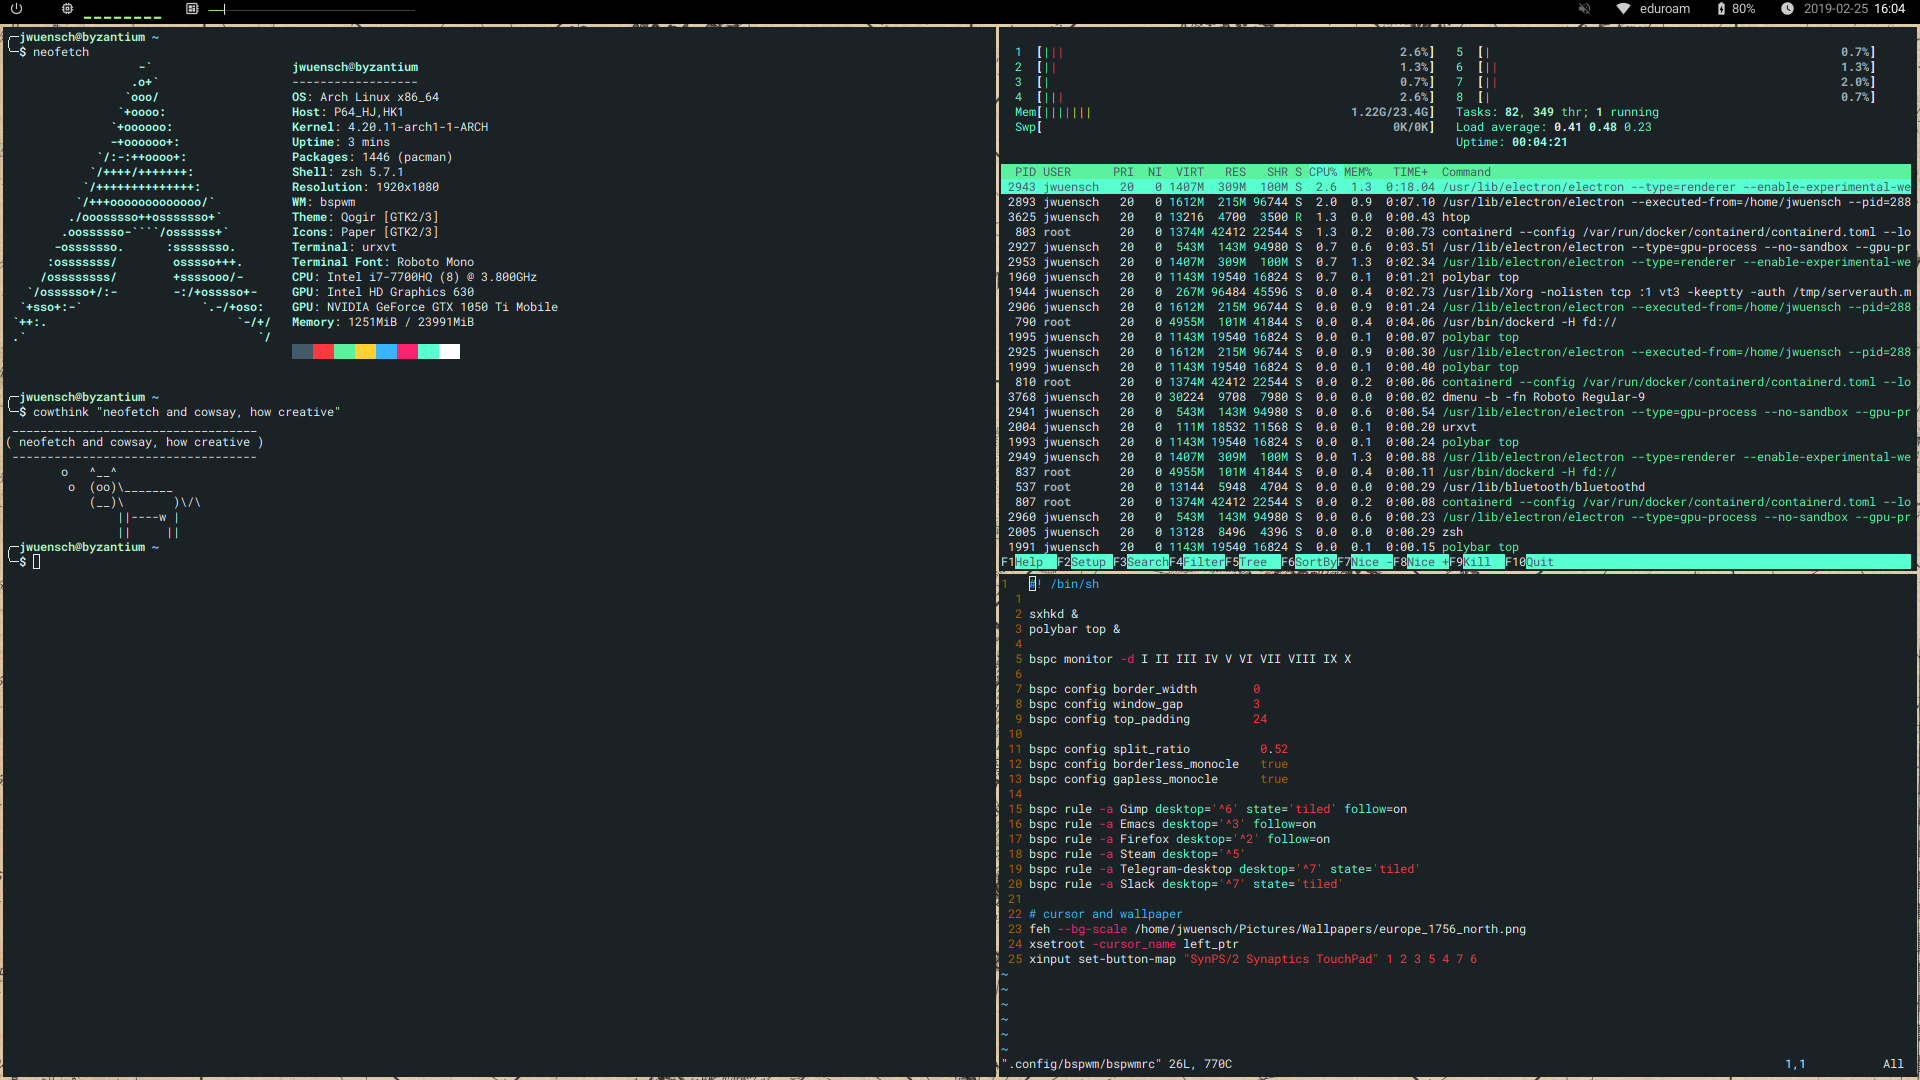 eduroam 80% 2019-02-25 16:04
jwuensch@byzantium ~
$ neofetch
jwuensch@byzantium
------------------
OS: Arch Linux x86_64
Host: P64_HJ,HK1
Kernel: 4.20.11-arch1-1-ARCH
Uptime: 3 mins
Packages: 1446 (pacman)
Shell: zsh 5.7.1
Resolution: 1920x1080
WM: bspwm
Theme: Qogir [GTK2/3]
Icons: Paper [GTK2/3]
Terminal: urxvt
Terminal Font: Roboto Mono
CPU: Intel i7-7700HQ (8) @ 3.800GHz
GPU: Intel HD Graphics 630
GPU: NVIDIA GeForce GTX 1050 Ti Mobile
Memory: 1251MiB / 23991MiB
jwuensch@byzantium ~
$ cowthink "neofetch and cowsay, how creative"
( neofetch and cowsay, how creative )
o ^__^
o (oo)\_______
(__)\ )\/\
||----w |
|| ||
jwuensch@byzantium ~
$
1 [||| 2.6%] 5 [| 0.7%]
2 [|| 1.3%] 6 [|| 1.3%]
3 [| 0.7%] 7 [|| 2.0%]
4 [||| 2.6%] 8 [| 0.7%]
Mem[||||||| 1.22G/23.4G] Tasks: 82, 349 thr; 1 running
Swp[ 0K/0K] Load average: 0.41 0.48 0.23
Uptime: 00:04:21
PID USER PRI NI VIRT RES SHR S CPU% MEM% TIME+ Command
2943 jwuensch 20 0 1407M 309M 100M S 2.6 1.3 0:18.04 /usr/lib/electron/electron --type=renderer --enable-experimental-we
2893 jwuensch 20 0 1612M 215M 96744 S 2.0 0.9 0:07.10 /usr/lib/electron/electron --executed-from=/home/jwuensch --pid=288
3625 jwuensch 20 0 13216 4700 3500 R 1.3 0.0 0:00.43 htop
803 root 20 0 1374M 42412 22544 S 1.3 0.2 0:00.73 containerd --config /var/run/docker/containerd/containerd.toml --lo
2927 jwuensch 20 0 543M 143M 94980 S 0.7 0.6 0:03.51 /usr/lib/electron/electron --type=gpu-process --no-sandbox --gpu-pr
2953 jwuensch 20 0 1407M 309M 100M S 0.7 1.3 0:02.34 /usr/lib/electron/electron --type=renderer --enable-experimental-we
1960 jwuensch 20 0 1143M 19540 16824 S 0.7 0.1 0:01.21 polybar top
1944 jwuensch 20 0 267M 96484 45596 S 0.0 0.4 0:02.73 /usr/lib/Xorg -nolisten tcp :1 vt3 -keeptty -auth /tmp/serverauth.m
2906 jwuensch 20 0 1612M 215M 96744 S 0.0 0.9 0:01.24 /usr/lib/electron/electron --executed-from=/home/jwuensch --pid=288
790 root 20 0 4955M 101M 41844 S 0.0 0.4 0:04.06 /usr/bin/dockerd -H fd://
1995 jwuensch 20 0 1143M 19540 16824 S 0.0 0.1 0:00.07 polybar top
2925 jwuensch 20 0 1612M 215M 96744 S 0.0 0.9 0:00.30 /usr/lib/electron/electron --executed-from=/home/jwuensch --pid=288
1999 jwuensch 20 0 1143M 19540 16824 S 0.0 0.1 0:00.40 polybar top
810 root 20 0 1374M 42412 22544 S 0.0 0.2 0:00.06 containerd --config /var/run/docker/containerd/containerd.toml --lo
3768 jwuensch 20 0 30224 9708 7980 S 0.0 0.0 0:00.02 dmenu -b -fn Roboto Regular-9
2941 jwuensch 20 0 543M 143M 94980 S 0.0 0.6 0:00.54 /usr/lib/electron/electron --type=gpu-process --no-sandbox --gpu-pr
2004 jwuensch 20 0 111M 18532 11568 S 0.0 0.1 0:00.20 urxvt
1993 jwuensch 20 0 1143M 19540 16824 S 0.0 0.1 0:00.24 polybar top
2949 jwuensch 20 0 1407M 309M 100M S 0.0 1.3 0:00.88 /usr/lib/electron/electron --type=renderer --enable-experimental-we
837 root 20 0 4955M 101M 41844 S 0.0 0.4 0:00.11 /usr/bin/dockerd -H fd://
537 root 20 0 13144 5948 4704 S 0.0 0.0 0:00.29 /usr/lib/bluetooth/bluetoothd
807 root 20 0 1374M 42412 22544 S 0.0 0.2 0:00.08 containerd --config /var/run/docker/containerd/containerd.toml --lo
2960 jwuensch 20 0 543M 143M 94980 S 0.0 0.6 0:00.23 /usr/lib/electron/electron --type=gpu-process --no-sandbox --gpu-pr
2005 jwuensch 20 0 13128 8496 4396 S 0.0 0.0 0:00.29 zsh
1991 jwuensch 20 0 1143M 19540 16824 S 0.0 0.1 0:00.15 polybar top
F1Help F2Setup F3SearchF4FilterF5Tree F6SortByF7Nice -F8Nice +F9Kill F10Quit
1 #! /bin/sh
1
2 sxhkd &
3 polybar top &
4
5 bspc monitor -d I II III IV V VI VII VIII IX X
6
7 bspc config border_width 0
8 bspc config window_gap 3
9 bspc config top_padding 24
10
11 bspc config split_ratio 0.52
12 bspc config borderless_monocle true
13 bspc config gapless_monocle true
14
15 bspc rule -a Gimp desktop='^6' state='tiled' follow=on
16 bspc rule -a Emacs desktop='^3' follow=on
17 bspc rule -a Firefox desktop='^2' follow=on
18 bspc rule -a Steam desktop='^5'
19 bspc rule -a Telegram-desktop desktop='^7' state='tiled'
20 bspc rule -a Slack desktop='^7' state='tiled'
21
22 # cursor and wallpaper
23 feh --bg-scale /home/jwuensch/Pictures/Wallpapers/europe_1756_north.png
24 xsetroot -cursor_name left_ptr
25 xinput set-button-map "SynPS/2 Synaptics TouchPad" 1 2 3 5 4 7 6
~
~
~
~
~
~
".config/bspwm/bspwmrc" 26L, 770C 1,1 All